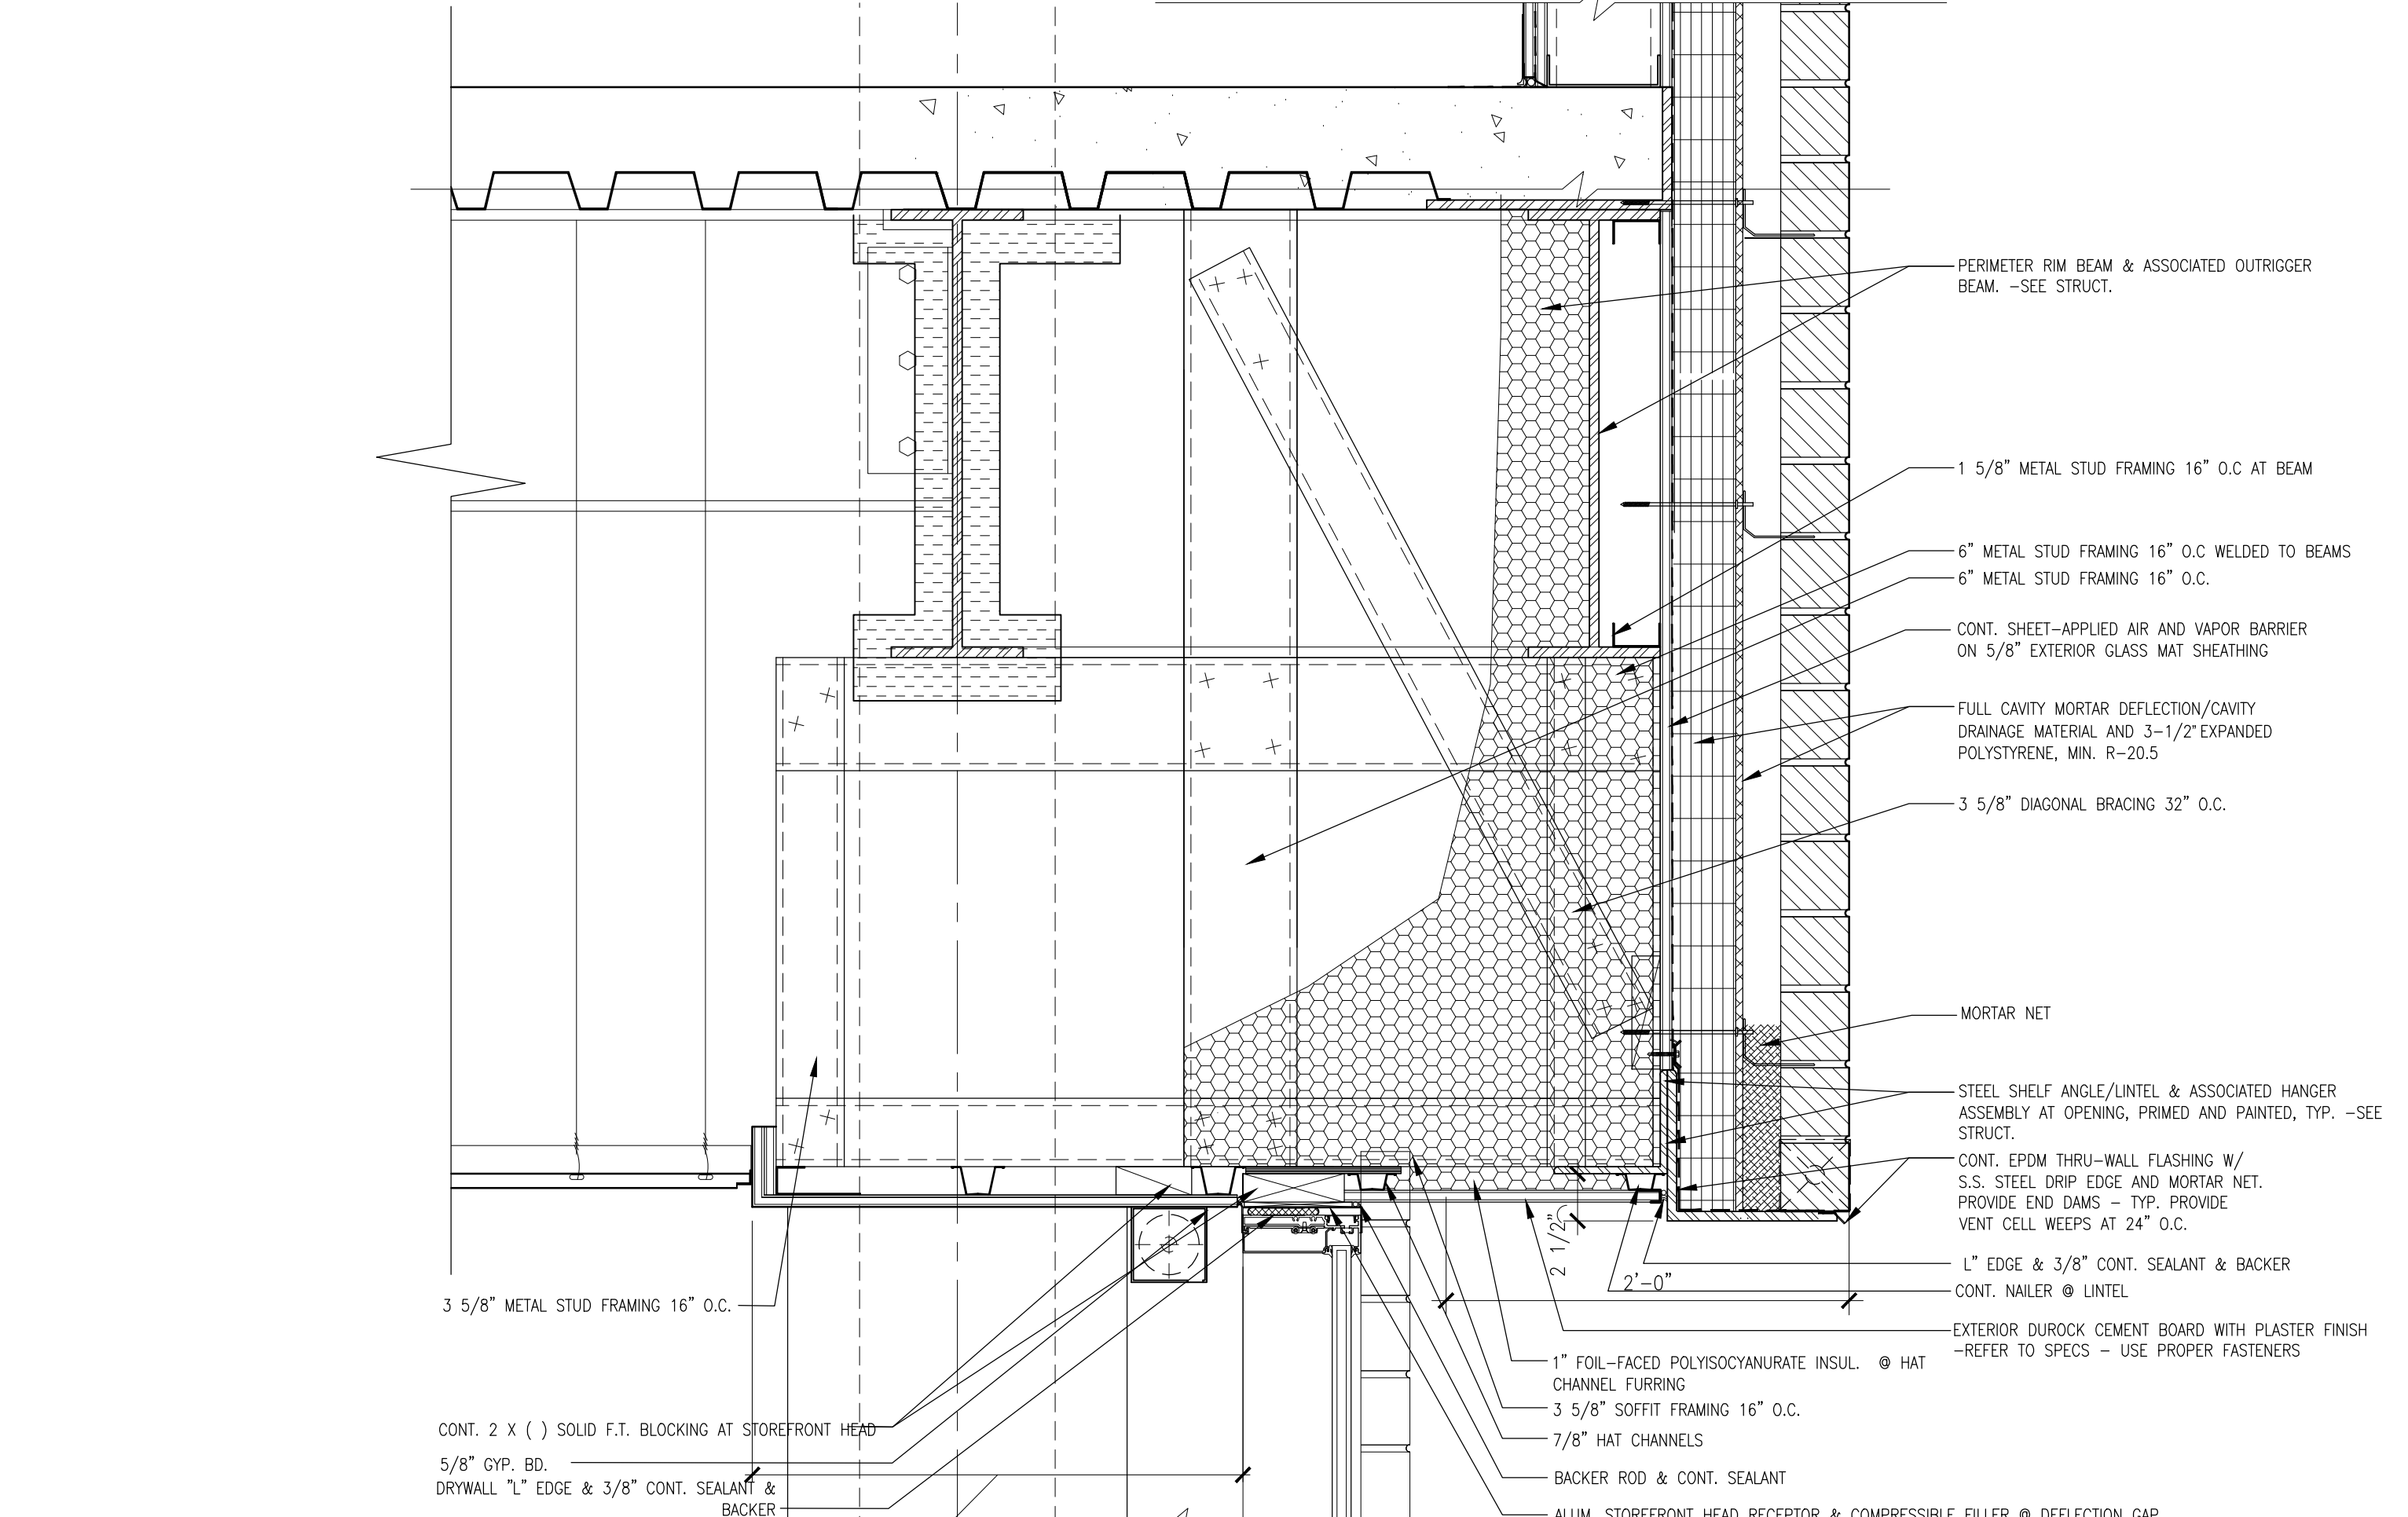 PERIMETER RIM BEAM & ASSOCIATED OUTRIGGER
BEAM. -SEE STRUCT.
1 5/8" METAL STUD FRAMING 16" O.C AT BEAM
6" METAL STUD FRAMING 16" O.C WELDED TO BEAMS
6" METAL STUD FRAMING 16" O.C.
CONT. SHEET-APPLIED AIR AND VAPOR BARRIER
ON 5/8" EXTERIOR GLASS MAT SHEATHING
FULL CAVITY MORTAR DEFLECTION/CAVITY
DRAINAGE MATERIAL AND 3-1/2" EXPANDED
POLYSTYRENE, MIN. R-20.5
3 5/8" DIAGONAL BRACING 32" O.C.
MORTAR NET
STEEL SHELF ANGLE/LINTEL & ASSOCIATED HANGER
ASSEMBLY AT OPENING, PRIMED AND PAINTED, TYP. -SEE
STRUCT.
CONT. EPDM THRU-WALL FLASHING W/
S.S. STEEL DRIP EDGE AND MORTAR NET.
PROVIDE END DAMS - TYP. PROVIDE
VENT CELL WEEPS AT 24" O.C.
L" EDGE & 3/8" CONT. SEALANT & BACKER
CONT. NAILER @ LINTEL
2 1/2"
2'-0"
EXTERIOR DUROCK CEMENT BOARD WITH PLASTER FINISH
-REFER TO SPECS - USE PROPER FASTENERS
1" FOIL-FACED POLYISOCYANURATE INSUL. @ HAT
CHANNEL FURRING
3 5/8" SOFFIT FRAMING 16" O.C.
7/8" HAT CHANNELS
BACKER ROD & CONT. SEALANT
ALUM. STOREFRONT HEAD RECEPTOR & COMPRESSIBLE FILLER @ DEFLECTION GAP
3 5/8" METAL STUD FRAMING 16" O.C.
CONT. 2 X ( ) SOLID F.T. BLOCKING AT STOREFRONT HEAD
5/8" GYP. BD.
DRYWALL "L" EDGE & 3/8" CONT. SEALANT &
BACKER